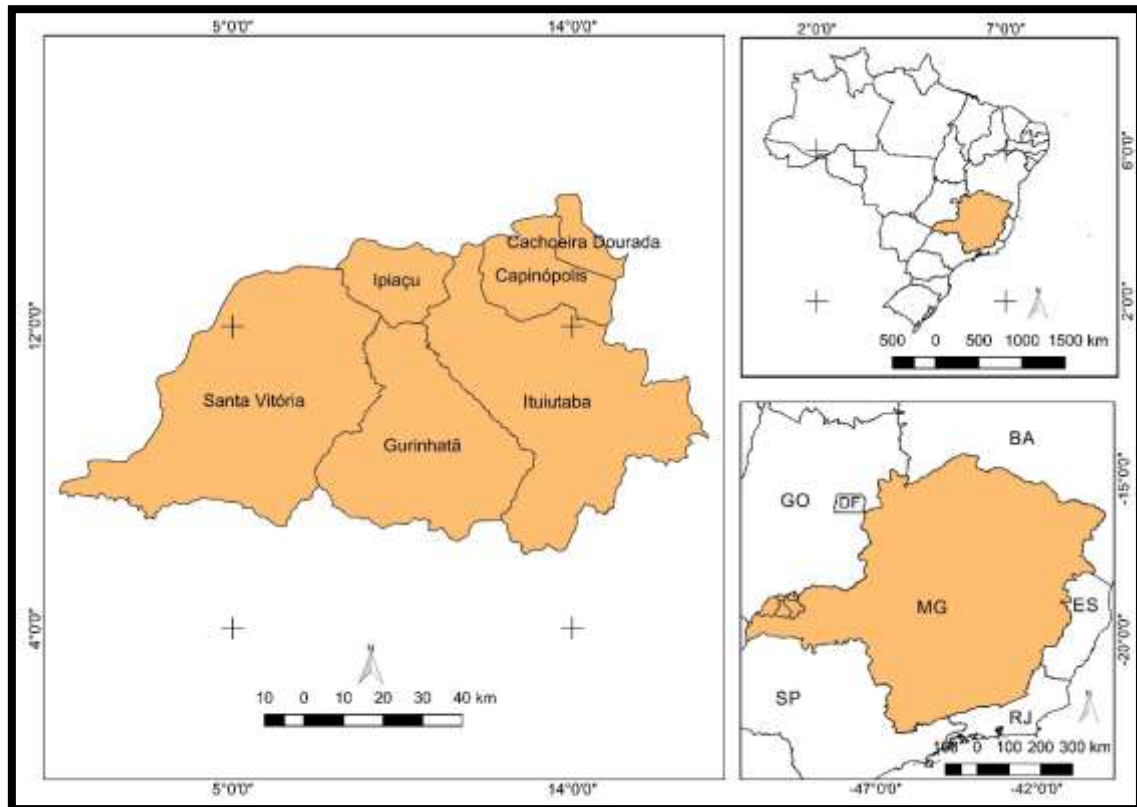 5°0'0" 14°0'0"
12°0'0"
4°0'0"
Cachoeira Dourada
Ipiaçu
Capinópolis
Santa Vitória
Ituiutaba
Gurinhatã
N
10 0 10 20 30 40 km
5°0'0" 14°0'0"
2°0'0" 7°0'0"
6°0'0"
2°0'0"
N
500 0 500 1000 1500 km
BA
GO
DF
MG
ES
SP
RJ
-15°0'0"
-20°0'0"
N
100 0 100 200 300 km
-47°0'0" -42°0'0"